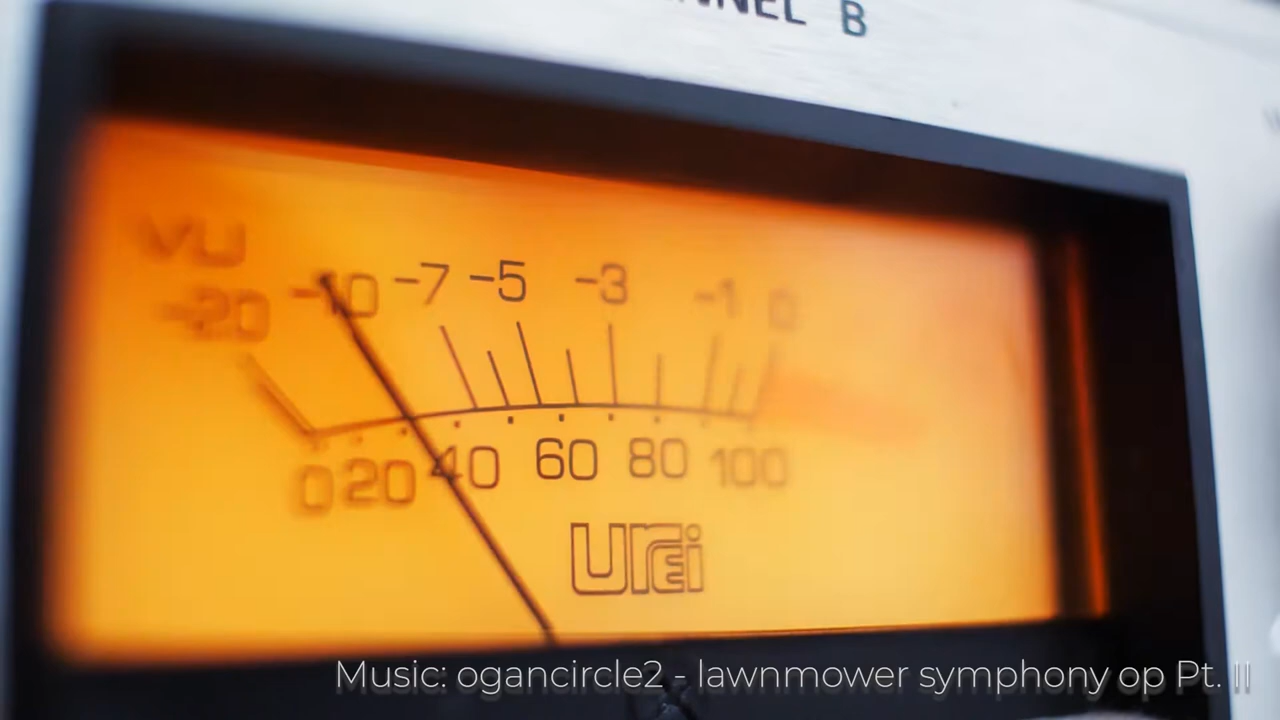 NNEL B
VU
-20 -10 -7 -5 -3 -1 0
0 20 40 60 80 100
Urei
Music: ogancircle2 - lawnmower symphony op Pt. II